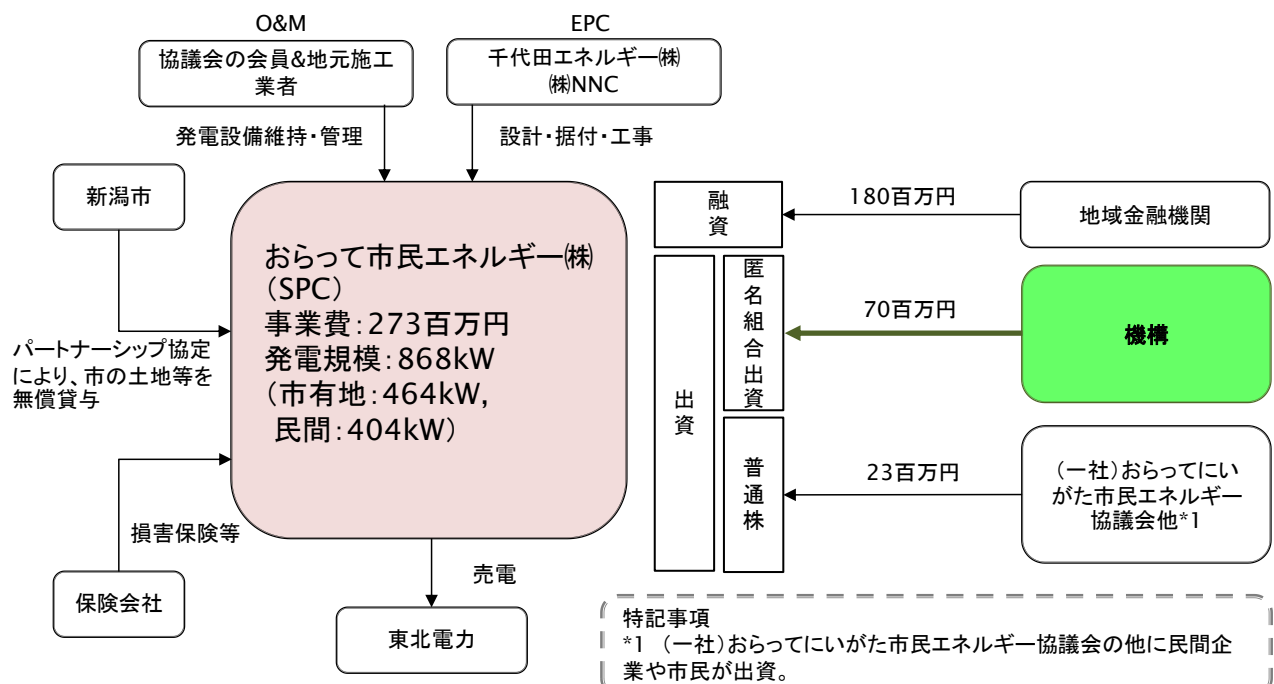 O&M
協議会の会員&地元施工
業者
EPC
千代田エネルギー㈱
㈱NNC
発電設備維持・管理
設計・据付・工事
新潟市
パートナーシップ協定
により、市の土地等を
無償貸与
おらって市民エネルギー㈱
（SPC）
事業費：273百万円
発電規模：868kW
（市有地：464kW，
民間：404kW）
損害保険等
保険会社
売電
東北電力
融資
180百万円
地域金融機関
出資
匿名組合出資
70百万円
機構
普通株
23百万円
（一社）おらってにい
がた市民エネルギー
協議会他*1
特記事項
*1 （一社）おらってにいがた市民エネルギー協議会の他に民間企
業や市民が出資。